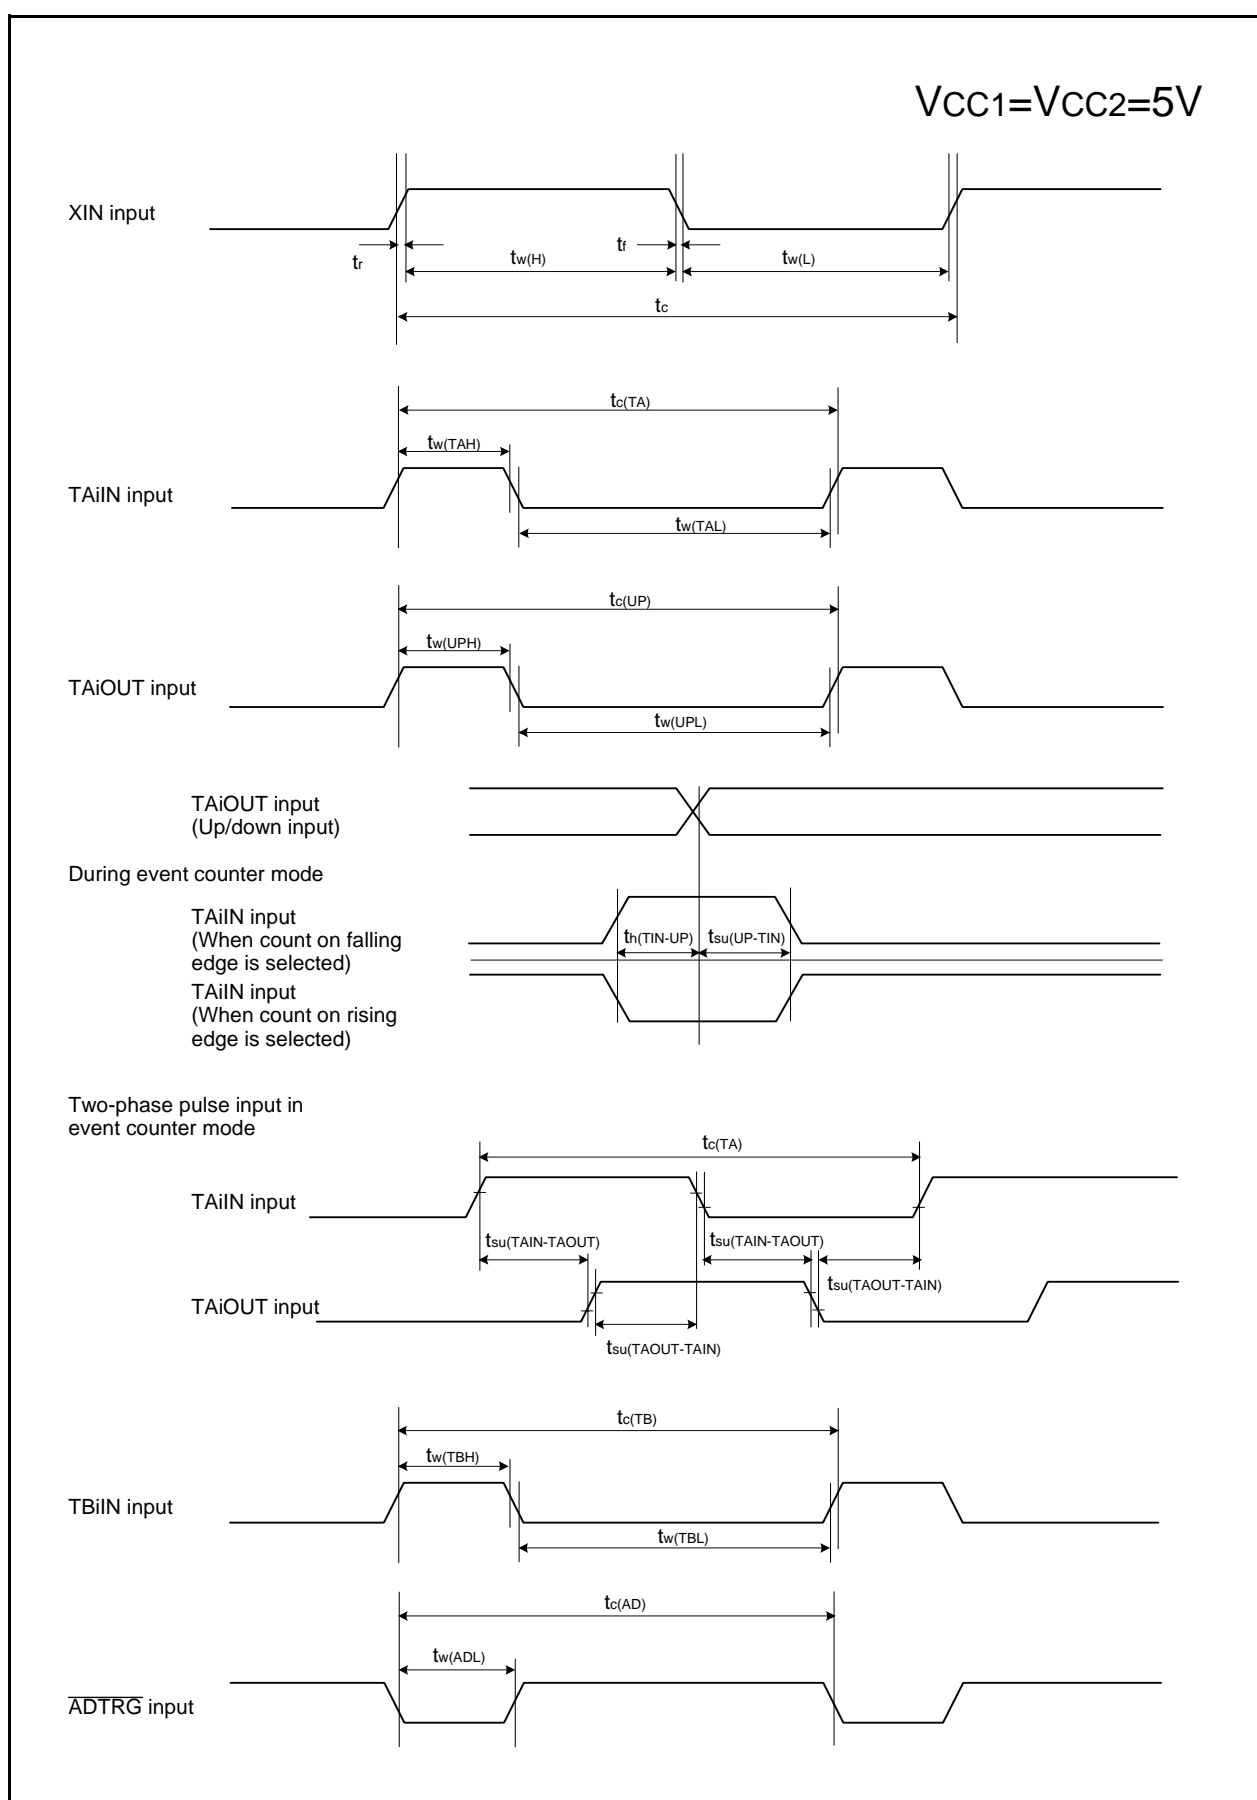 VCC1=VCC2=5V
XIN input
tr
tw(H)
tf
tw(L)
tc
tc(TA)
tw(TAH)
TAiIN input
tw(TAL)
tc(UP)
tw(UPH)
TAiOUT input
tw(UPL)
TAiOUT input
(Up/down input)
During event counter mode
TAiIN input
(When count on falling
edge is selected)
th(TIN-UP)
tsu(UP-TIN)
TAiIN input
(When count on rising
edge is selected)
Two-phase pulse input in
event counter mode
tc(TA)
TAiIN input
tsu(TAIN-TAOUT)
tsu(TAIN-TAOUT)
tsu(TAOUT-TAIN)
TAiOUT input
tsu(TAOUT-TAIN)
tc(TB)
tw(TBH)
TBiIN input
tw(TBL)
tc(AD)
tw(ADL)
ADTRG input